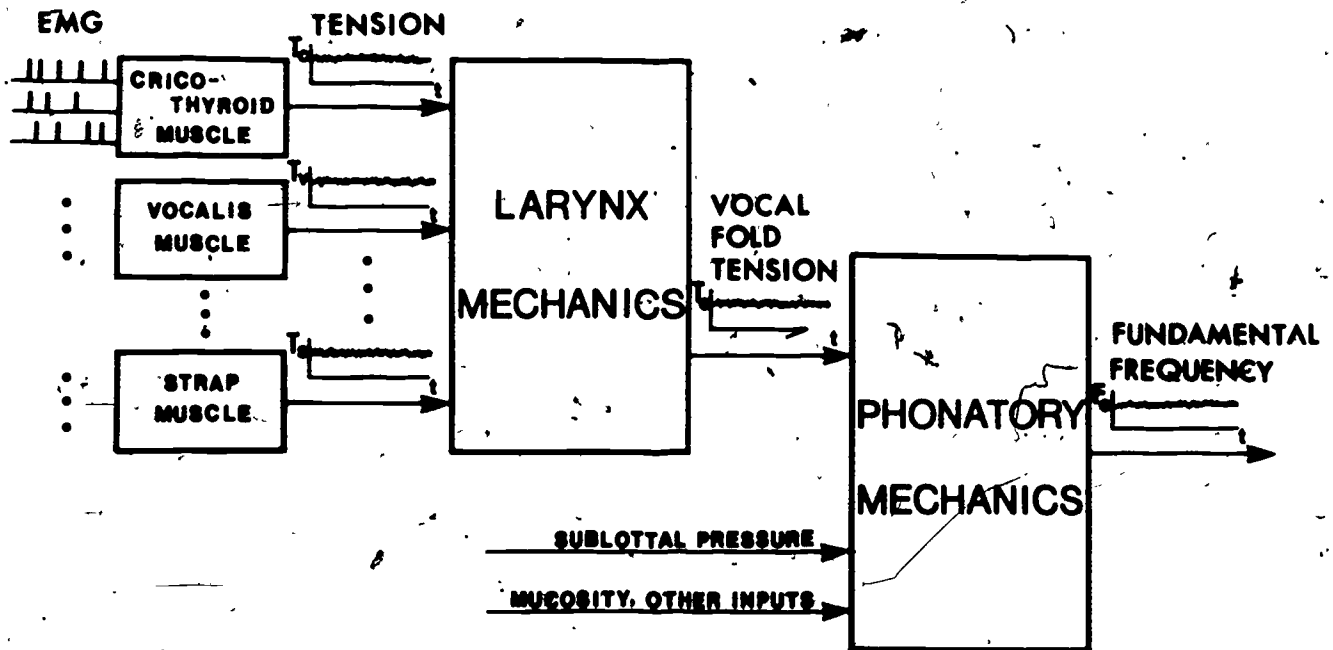 EMG
TENSION
CRICO-
THYROID
MUSCLE
t
VOCALIS
MUSCLE
t
STRAP
MUSCLE
t
LARYNX
MECHANICS
VOCAL
FOLD
TENSION
t
PHONATORY
MECHANICS
SUBLOTTAL PRESSURE
MUCOSITY, OTHER INPUTS
FUNDAMENTAL
FREQUENCY
t